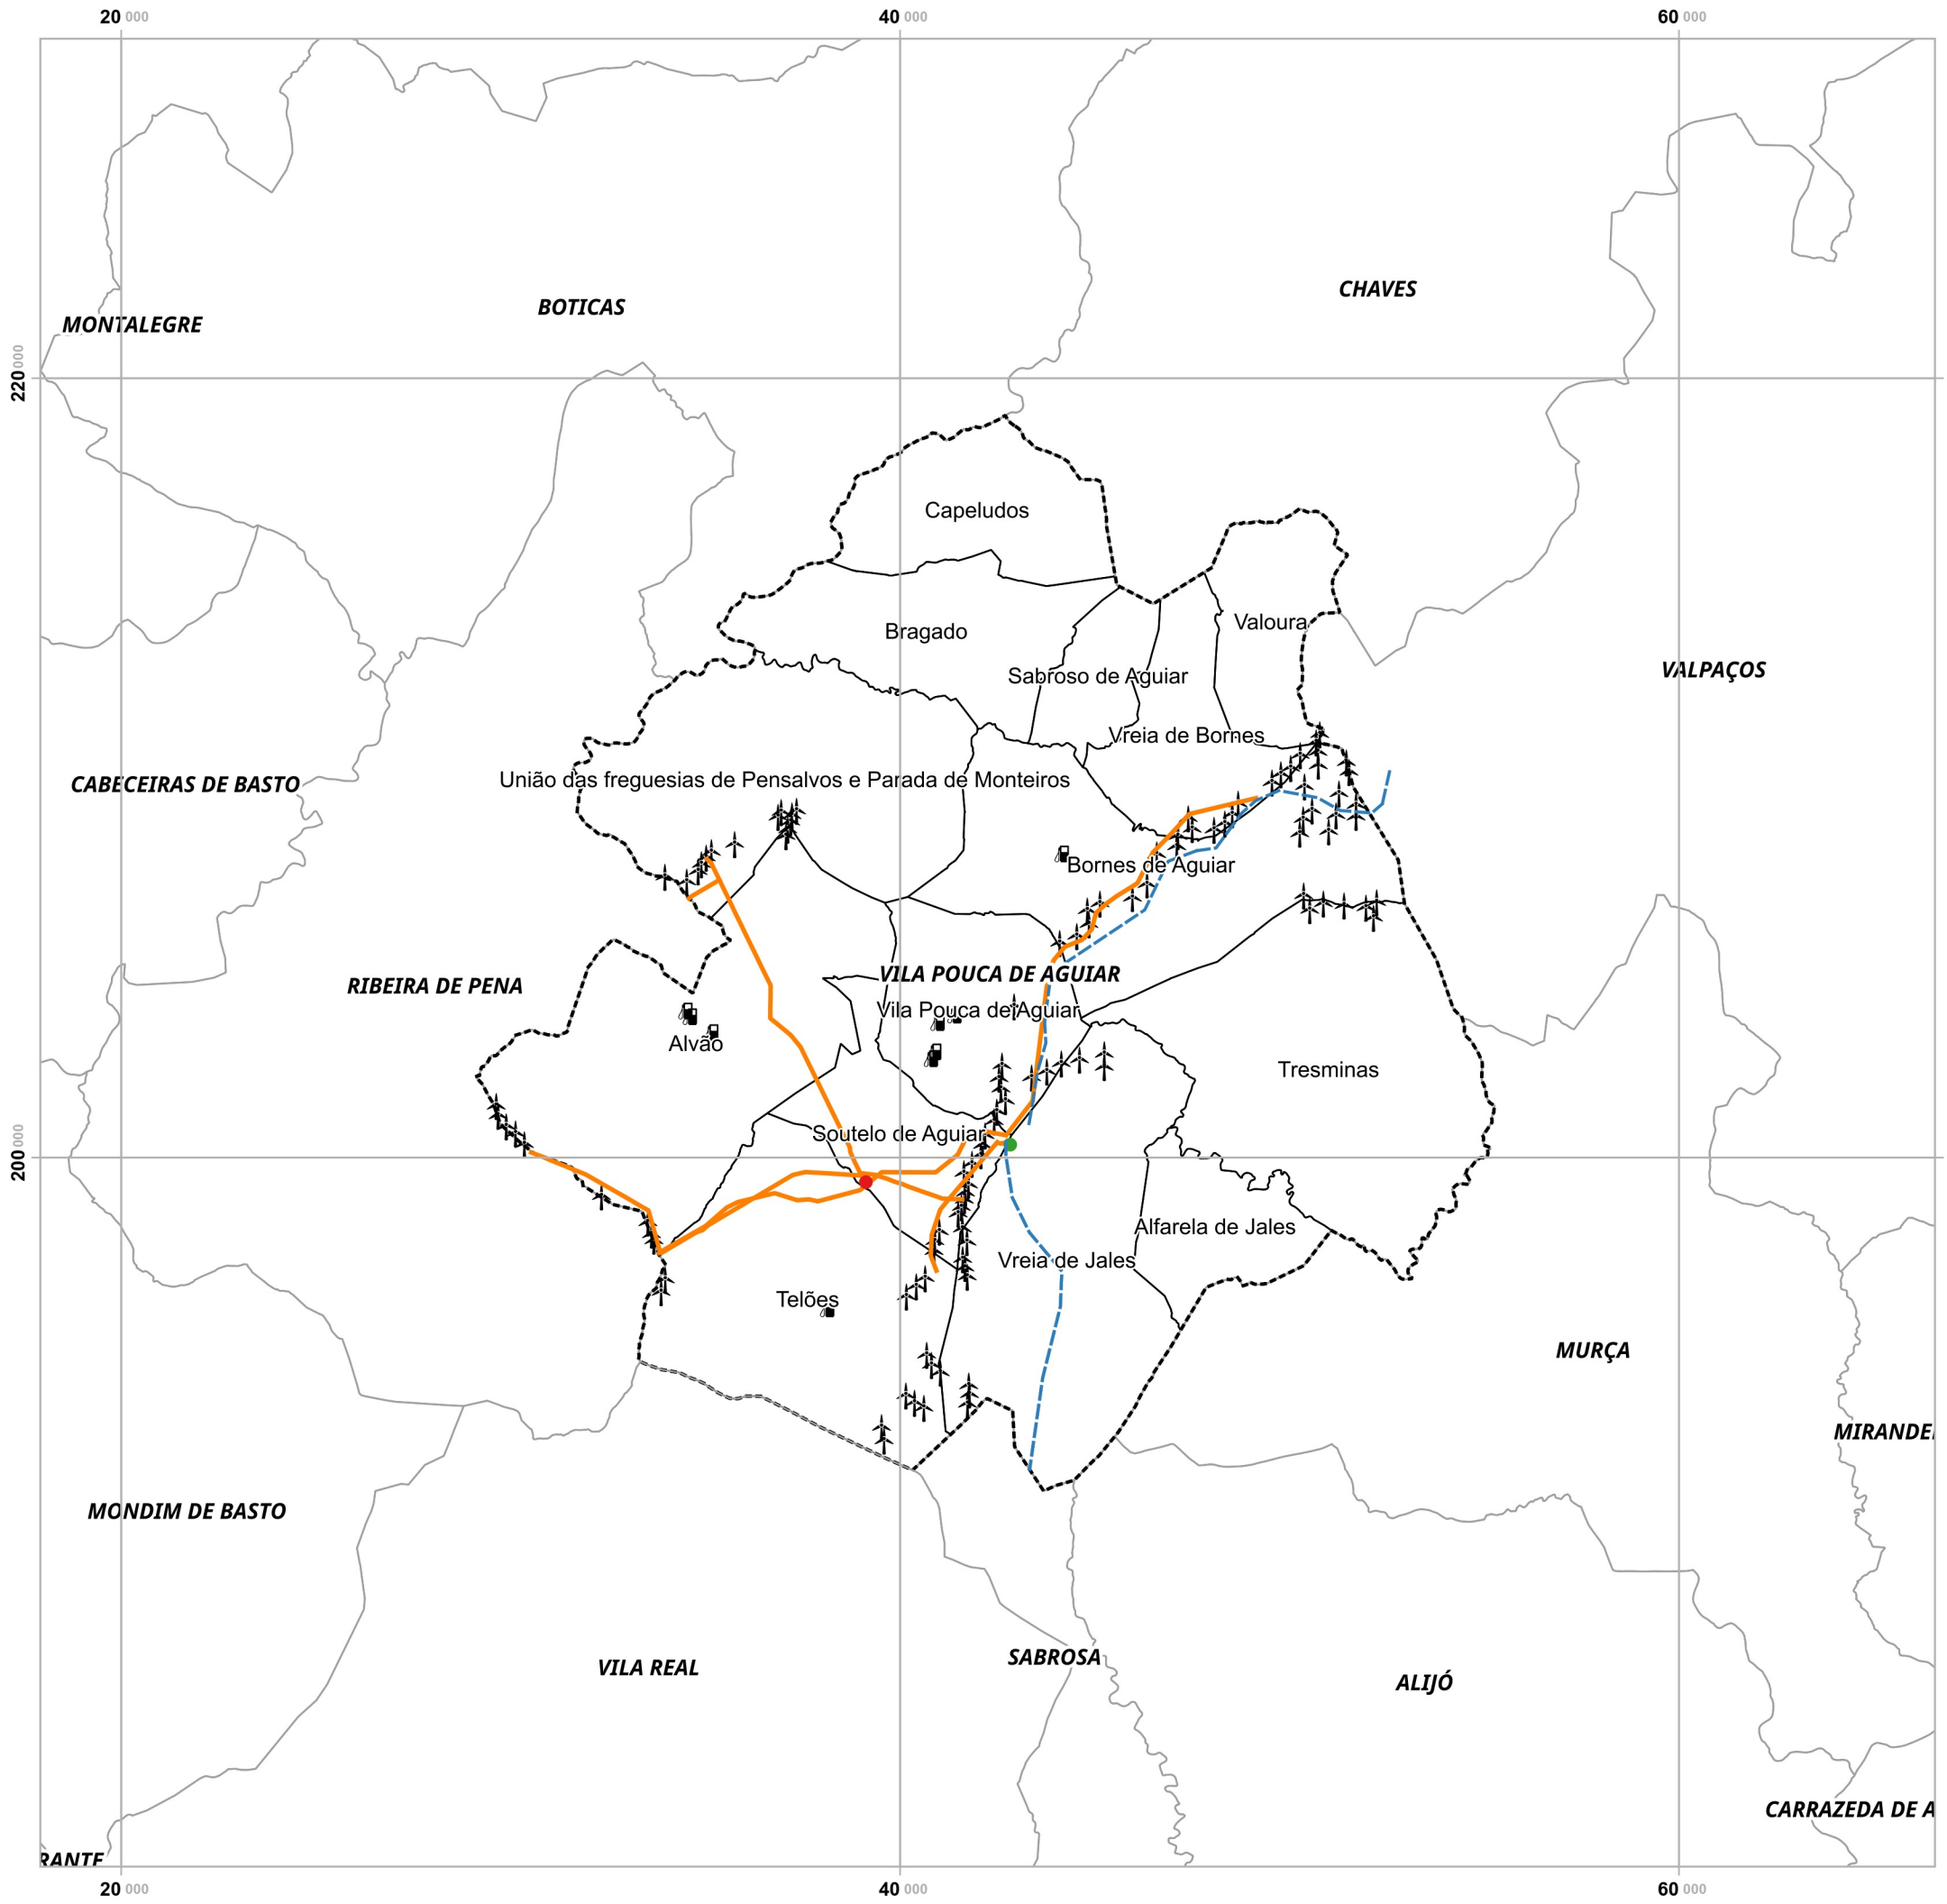 20 000 40 000 60 000
CHAVES
BOTICAS
MONTALEGRE
220 000
Capeludos
Valoura
Bragado
VALPAÇOS
Sabroso de Aguiar
Vreia de Bornes
União das freguesias de Pensalvos e Parada de Monteiros
CABECEIRAS DE BASTO
Bornes de Aguiar
VILA POUCA DE AGUIAR
RIBEIRA DE PENA
Vila Pouca de Aguiar
Alvão
Tresminas
Soutelo de Aguiar
200 000
Alfarela de Jales
Vreia de Jales
Telões
MURÇA
MIRANDE
MONDIM DE BASTO
SABROSA
VILA REAL
ALIJÓ
CARRAZEDA DE A
RANTE
20 000 40 000 60 000